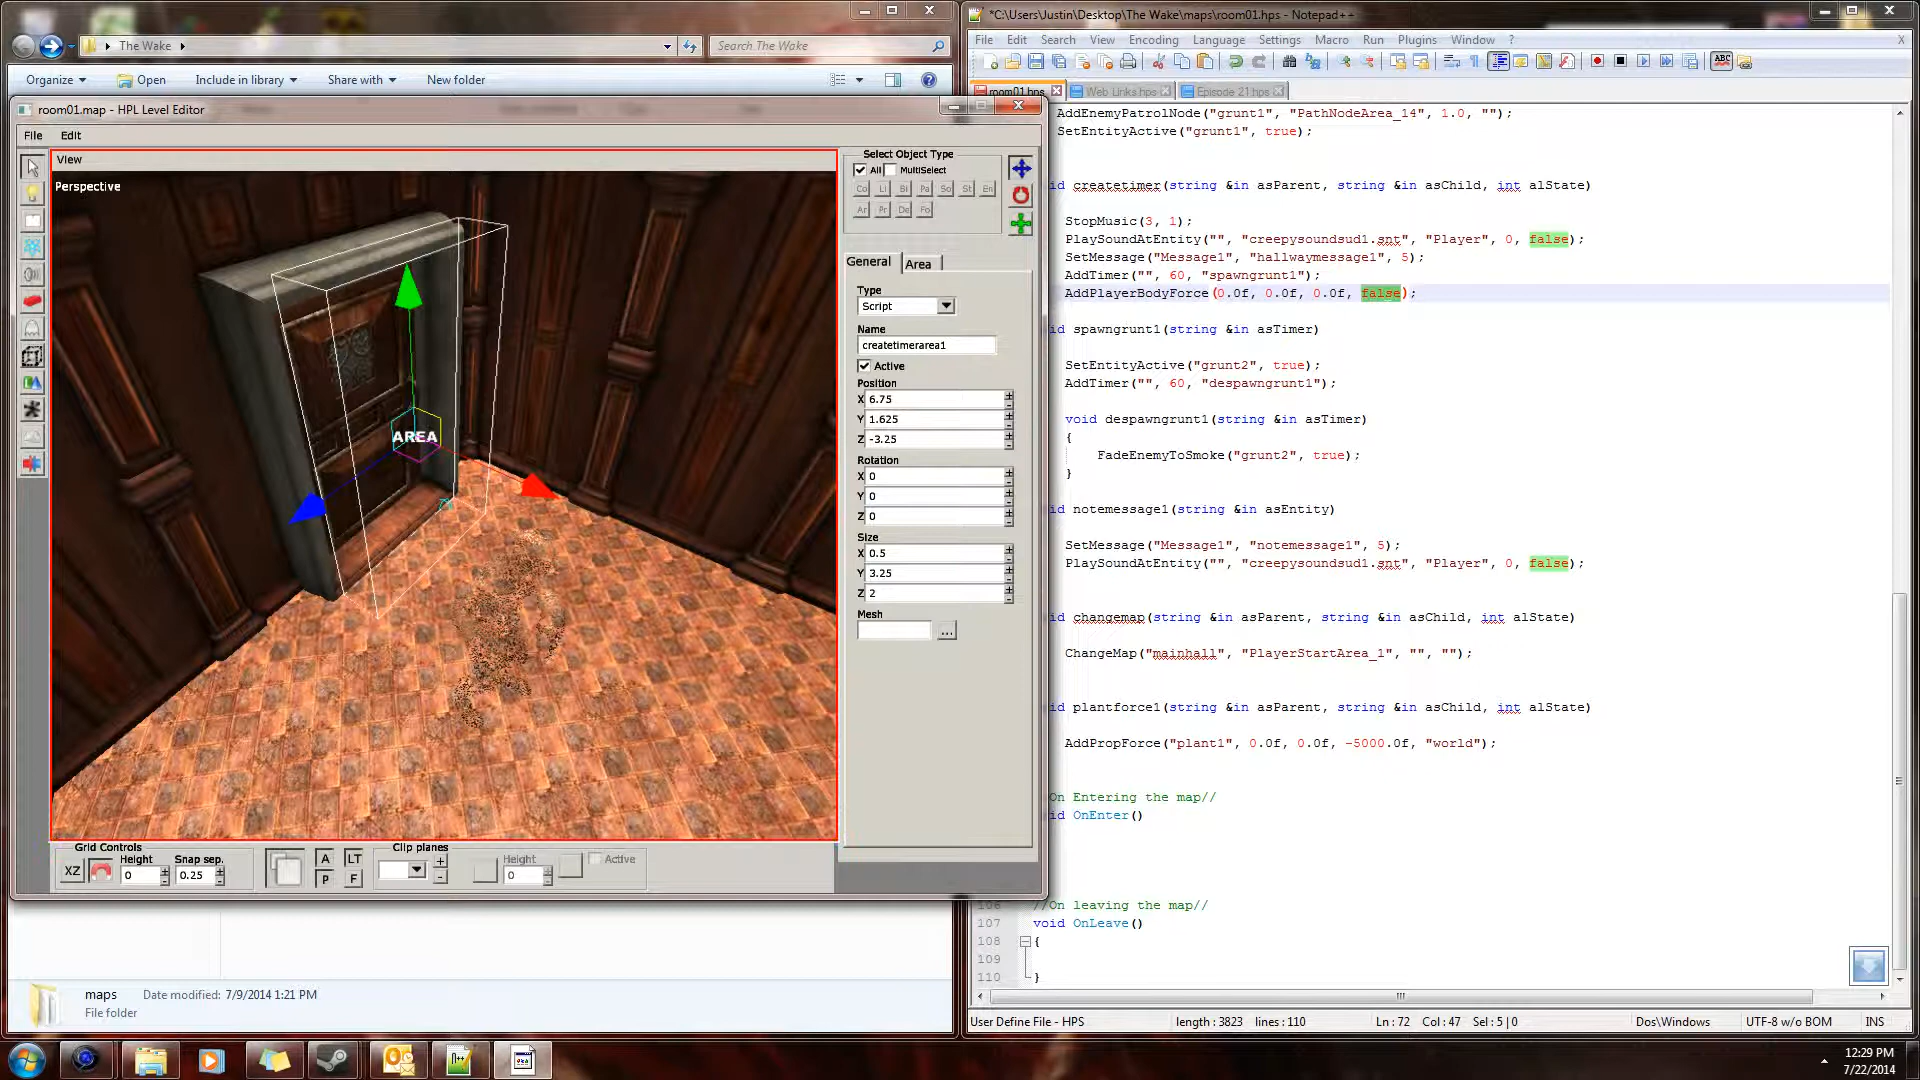 The Wake
Search The Wake
Organize
Open
Include in library
Share with
New folder
room01.map - HPL Level Editor
File
Edit
View
Perspective
AREA
Select Object Type
All
MultiSelect
Co
Li
Bi
Pa
So
St
En
Ar
Pr
De
Fo
General
Area
Type
Script
Name
createtimerarea1
Active
Position
X 6.75
Y 1.625
Z -3.25
Rotation
X 0
Y 0
Z 0
Size
X 0.5
Y 3.25
Z 2
Mesh
...
Grid Controls
XZ
Height
0
Snap sep.
0.25
A
P
LT
F
Clip planes
+
-
Height
0
Active
maps
Date modified: 7/9/2014 1:21 PM
File folder
*C:\Users\Justin\Desktop\The Wake\maps\room01.hps - Notepad++
File Edit Search View Encoding Language Settings Macro Run Plugins Window ?
X
room01.hps
Web Links.hps
Episode 21.hps
AddEnemyPatrolNode("grunt1", "PathNodeArea_14", 1.0, "");
SetEntityActive("grunt1", true);
id createtimer(string &in asParent, string &in asChild, int alState)
StopMusic(3, 1);
PlaySoundAtEntity("", "creepysoundsud1.snt", "Player", 0, false);
SetMessage("Message1", "hallwaymessage1", 5);
AddTimer("", 60, "spawngrunt1");
AddPlayerBodyForce(0.0f, 0.0f, 0.0f, false);
id spawngrunt1(string &in asTimer)
SetEntityActive("grunt2", true);
AddTimer("", 60, "despawngrunt1");
void despawngrunt1(string &in asTimer)
{
FadeEnemyToSmoke("grunt2", true);
}
id notemessage1(string &in asEntity)
SetMessage("Message1", "notemessage1", 5);
PlaySoundAtEntity("", "creepysoundsud1.snt", "Player", 0, false);
id changemap(string &in asParent, string &in asChild, int alState)
ChangeMap("mainhall", "PlayerStartArea_1", "", "");
id plantforce1(string &in asParent, string &in asChild, int alState)
AddPropForce("plant1", 0.0f, 0.0f, -5000.0f, "world");
On Entering the map//
id OnEnter()
106 //On leaving the map//
107 void OnLeave()
108 {
109
110 }
User Define File - HPS
length : 3823 lines : 110
Ln : 72 Col : 47 Sel : 5 | 0
Dos\Windows
UTF-8 w/o BOM
INS
12:29 PM
7/22/2014